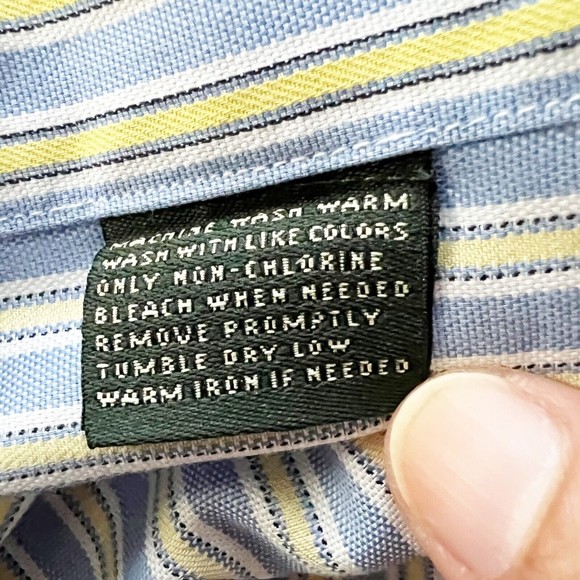 MACHINE WASH WARM
WASH WITH LIKE COLORS
ONLY NON-CHLORINE
BLEACH WHEN NEEDED
REMOVE PROMPTLY
TUMBLE DRY LOW
WARM IRON IF NEEDED